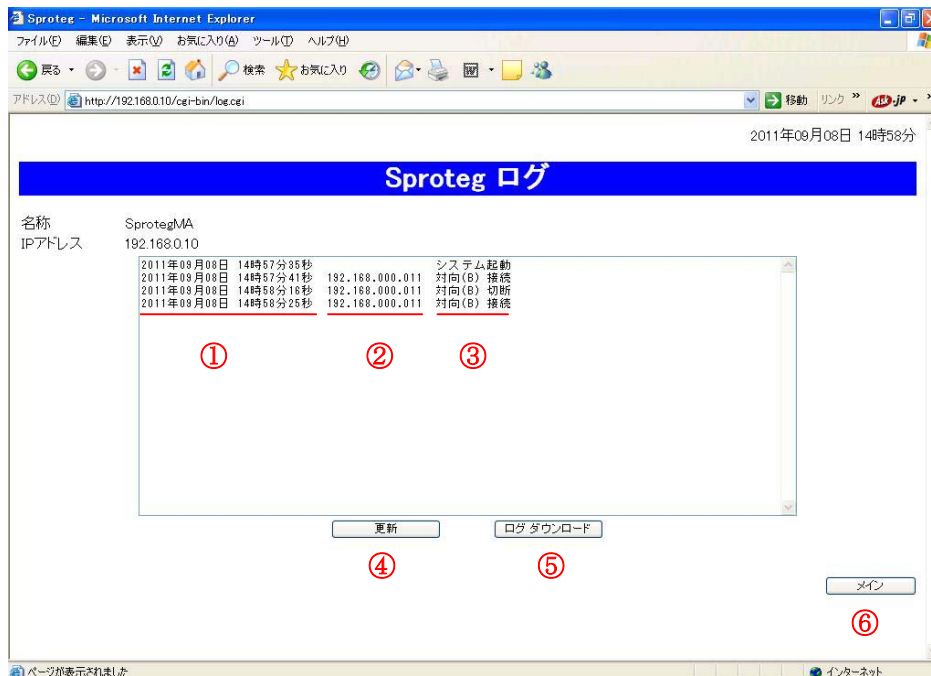 Sproteg - Microsoft Internet Explorer
ファイル(F) 編集(E) 表示(V) お気に入り(A) ツール(T) ヘルプ(H)
戻る 検索 お気に入り
アドレス(D) http://192.168.0.10/cgi-bin/log.cgi 移動 リンク » .jp
2011年09月08日 14時58分
Sproteg ログ
名称 SprotegMA
IPアドレス 192.168.0.10
2011年09月08日 14時57分35秒 システム起動
2011年09月08日 14時57分41秒 192.168.000.011 対向(B) 接続
2011年09月08日 14時58分16秒 192.168.000.011 対向(B) 切断
2011年09月08日 14時58分25秒 192.168.000.011 対向(B) 接続
① ② ③
更新 ログ ダウンロード
④ ⑤
メイン
⑥
ページが表示されました インターネット